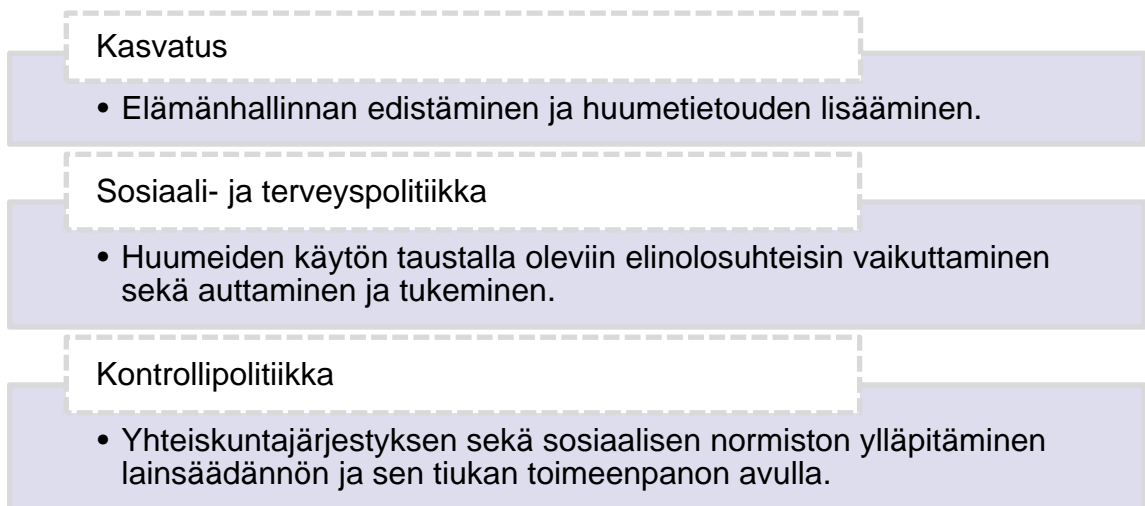 Kasvatus
• Elämänhallinnan edistäminen ja huumetietouden lisääminen.
Sosiaali- ja terveyspolitiikka
• Huumeiden käytön taustalla oleviin elinolosuhteisin vaikuttaminen
sekä auttaminen ja tukeminen.
Kontrollipolitiikka
• Yhteiskuntajärjestyksen sekä sosiaalisen normiston ylläpitäminen
lainsäädännön ja sen tiukan toimeenpanon avulla.